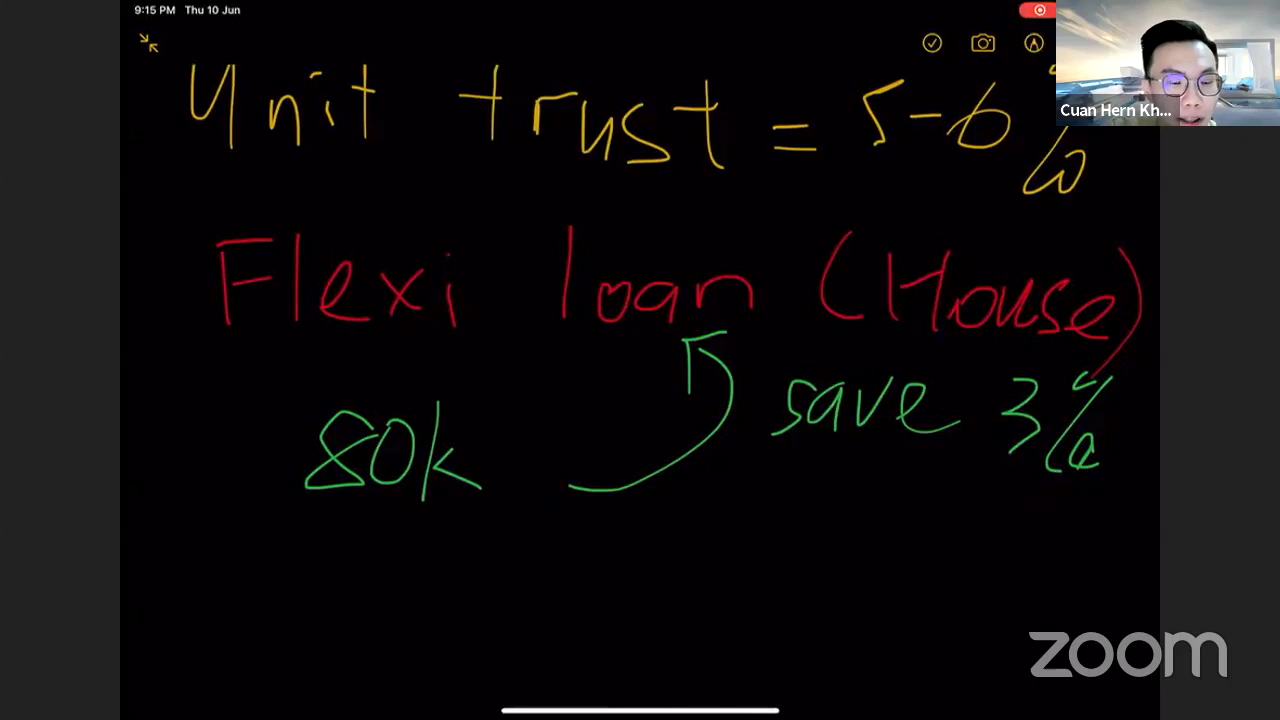 9:15 PM Thu 10 Jun
Cuan Hern Kh...
Unit trust = 5-6%
Flexi loan (House)
save 3%
80k
zoom